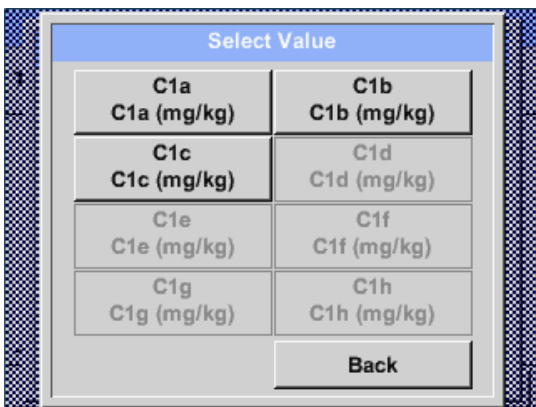 Select Value
C1a
C1a (mg/kg)
C1b
C1b (mg/kg)
C1c
C1c (mg/kg)
C1d
C1d (mg/kg)
C1e
C1e (mg/kg)
C1f
C1f (mg/kg)
C1g
C1g (mg/kg)
C1h
C1h (mg/kg)
Back